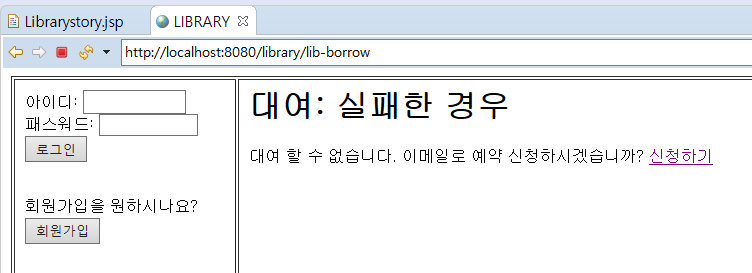 Librarystory.jsp
LIBRARY
http://localhost:8080/library/lib-borrow
아이디:
패스워드:
로그인
회원가입을 원하시나요?
회원가입
대여: 실패한 경우
대여 할 수 없습니다. 이메일로 예약 신청하시겠습니까? 신청하기